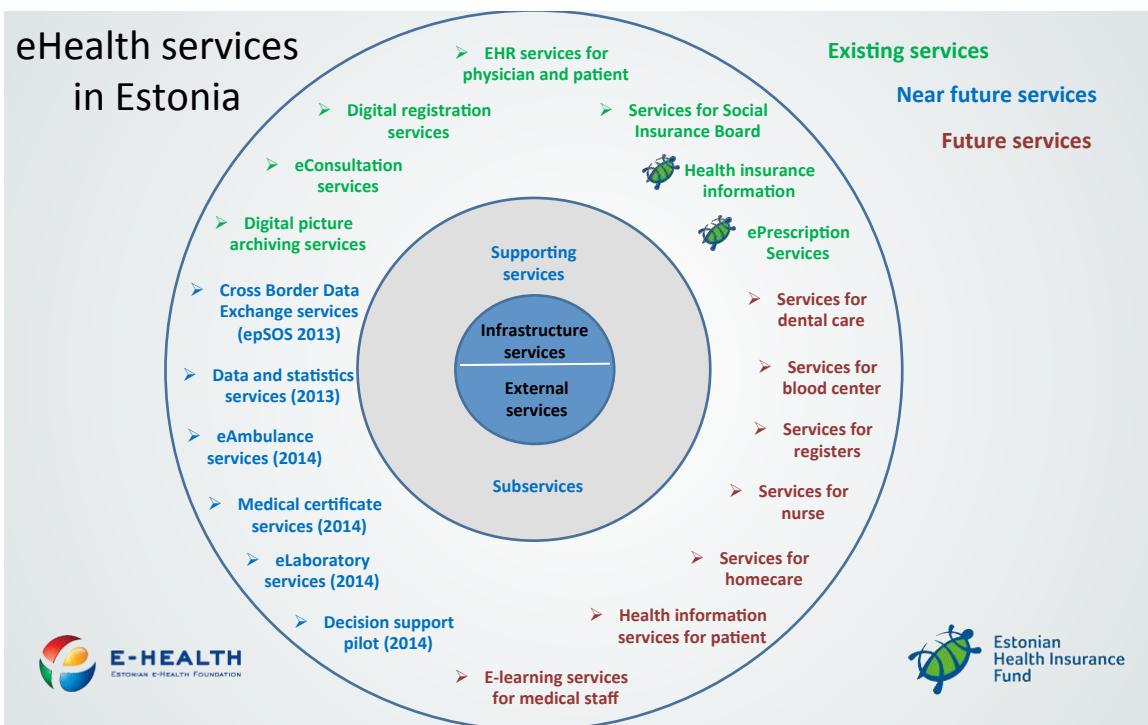 eHealth services
in Estonia
Existing services
Near future services
Future services
EHR services for
physician and patient
Digital registration
services
eConsultation
services
Digital picture
archiving services
Cross Border Data
Exchange services
(epSOS 2013)
Data and statistics
services (2013)
eAmbulance
services (2014)
Medical certificate
services (2014)
eLaboratory
services (2014)
Decision support
pilot (2014)
Services for Social
Insurance Board
Health insurance
information
ePrescription
Services
Services for
dental care
Services for
blood center
Services for
registers
Services for
nurse
Services for
homecare
Health information
services for patient
E-learning services
for medical staff
Supporting
services
Infrastructure
services
External
services
Subservices
E-HEALTH
ESTONIAN e-HEALTH FOUNDATION
Estonian
Health Insurance
Fund